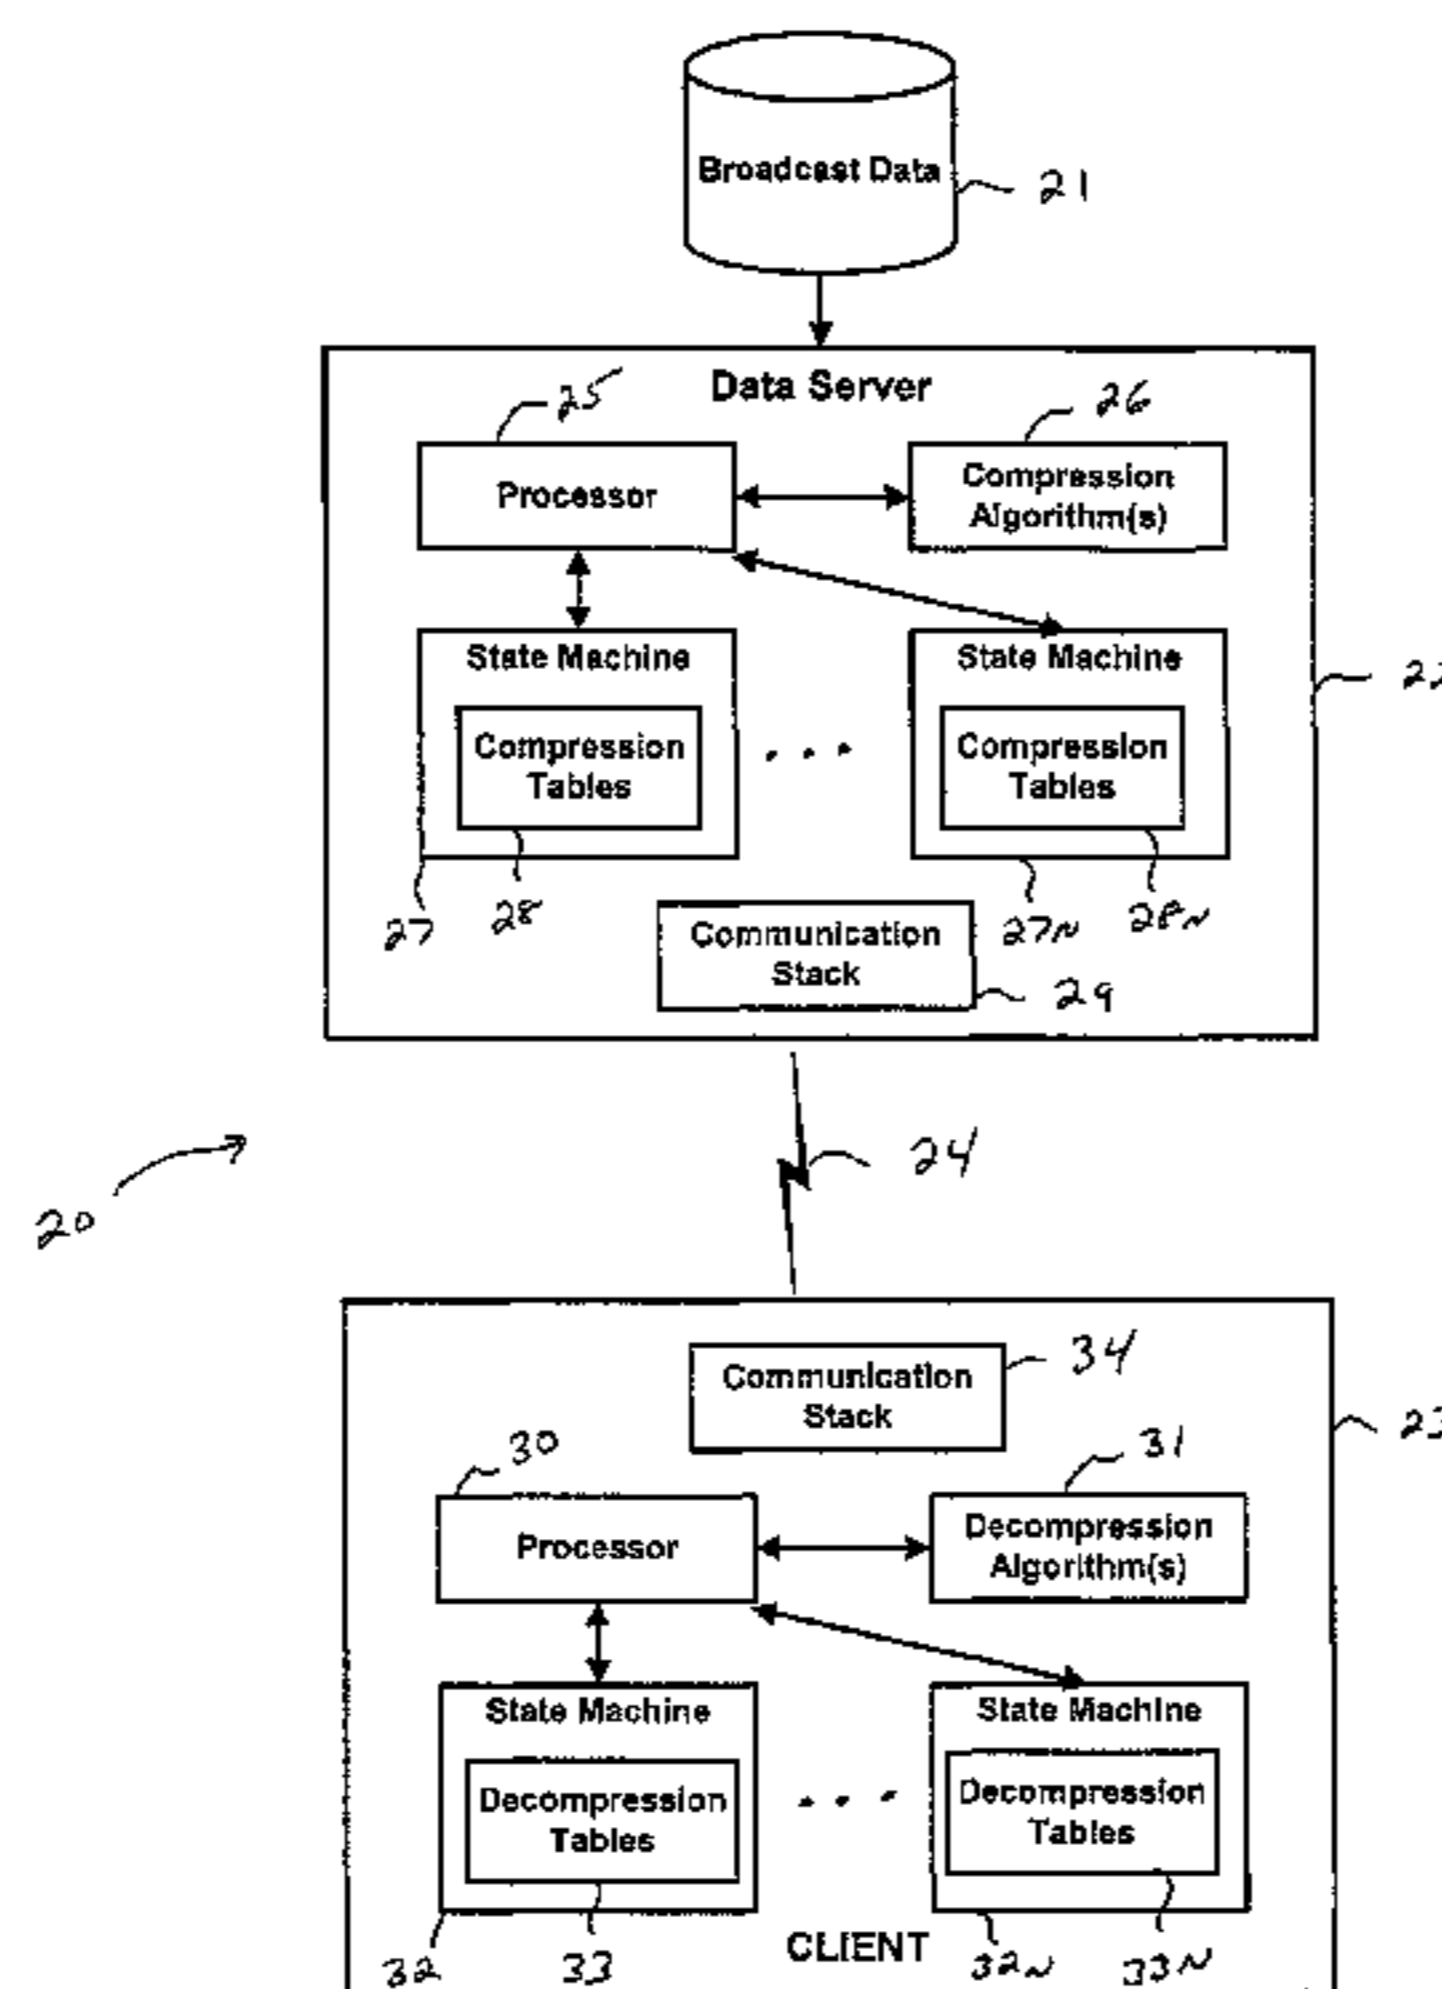 Broadcast Data
21
Data Server
25
26
Processor
Compression
Algorithm(s)
State Machine
State Machine
22
Compression
Tables
. . .
Compression
Tables
27
28
27N
28N
Communication
Stack
29
24
20
Communication
Stack
34
23
30
31
Processor
Decompression
Algorithm(s)
State Machine
State Machine
Decompression
Tables
. . .
Decompression
Tables
32
33
CLIENT
32N
33N